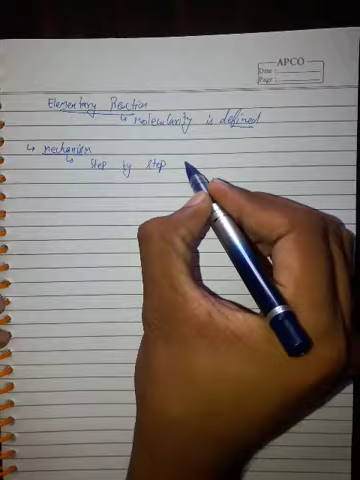 APCO
Date :
Page :
Elementary Reaction
↳ molecularity is defined
↳ mechanism
↳ step by step